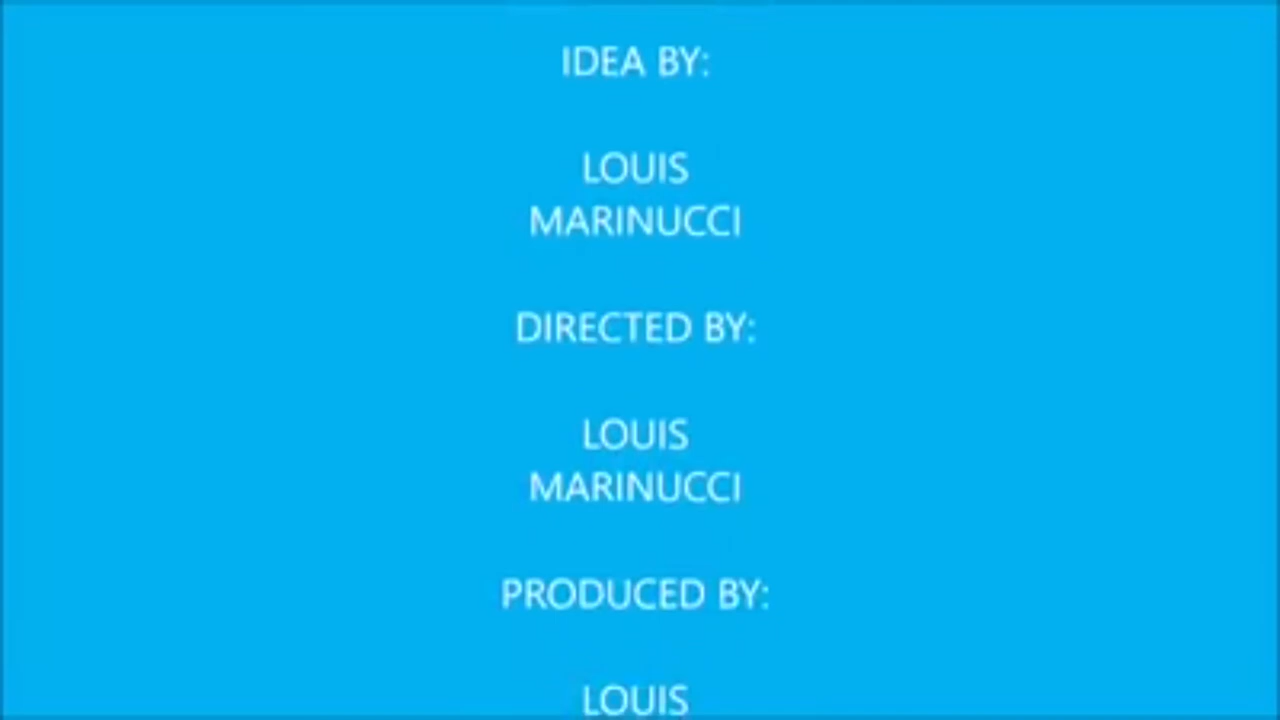 IDEA BY:
LOUIS
MARINUCCI
DIRECTED BY:
LOUIS
MARINUCCI
PRODUCED BY:
LOUIS